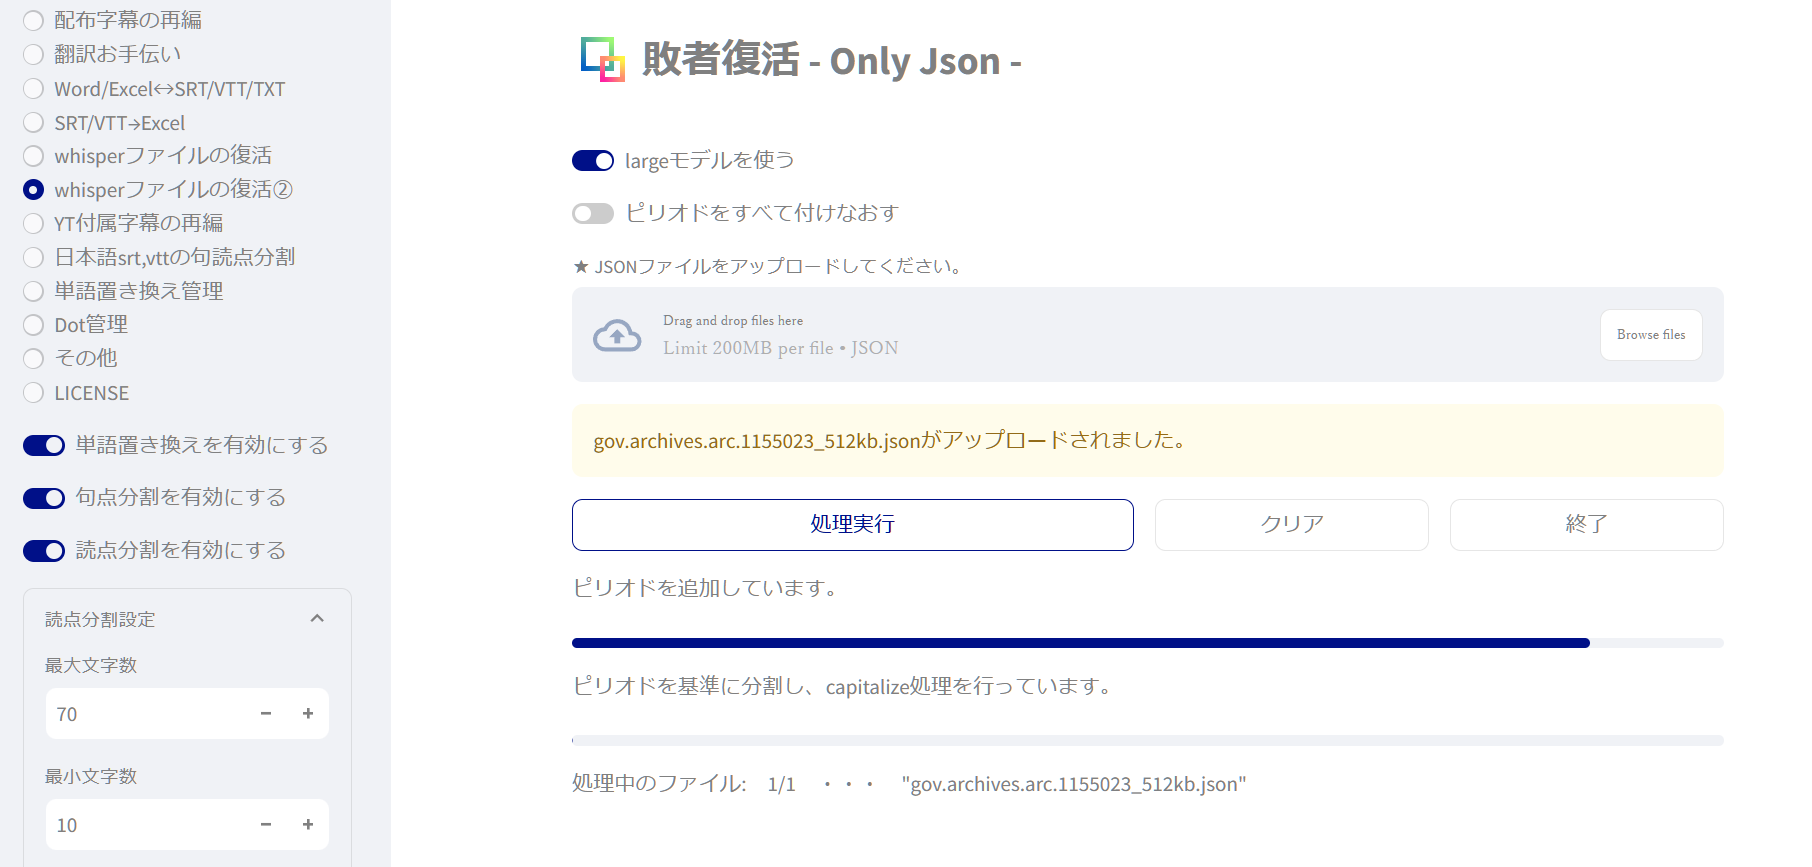 配布字幕の再編
翻訳お手伝い
Word/Excel↔SRT/VTT/TXT
SRT/VTT→Excel
whisperファイルの復活
whisperファイルの復活②
YT付属字幕の再編
日本語srt,vttの句読点分割
単語置き換え管理
Dot管理
その他
LICENSE
単語置き換えを有効にする
句点分割を有効にする
読点分割を有効にする
読点分割設定
最大文字数
70
最小文字数
10
敗者復活 - Only Json -
largeモデルを使う
ピリオドをすべて付けなおす
★ JSONファイルをアップロードしてください。
Drag and drop files here
Limit 200MB per file • JSON
Browse files
gov.archives.arc.1155023_512kb.jsonがアップロードされました。
処理実行
クリア
終了
ピリオドを追加しています。
ピリオドを基準に分割し、capitalize処理を行っています。
処理中のファイル: 1/1 ・・・ "gov.archives.arc.1155023_512kb.json"